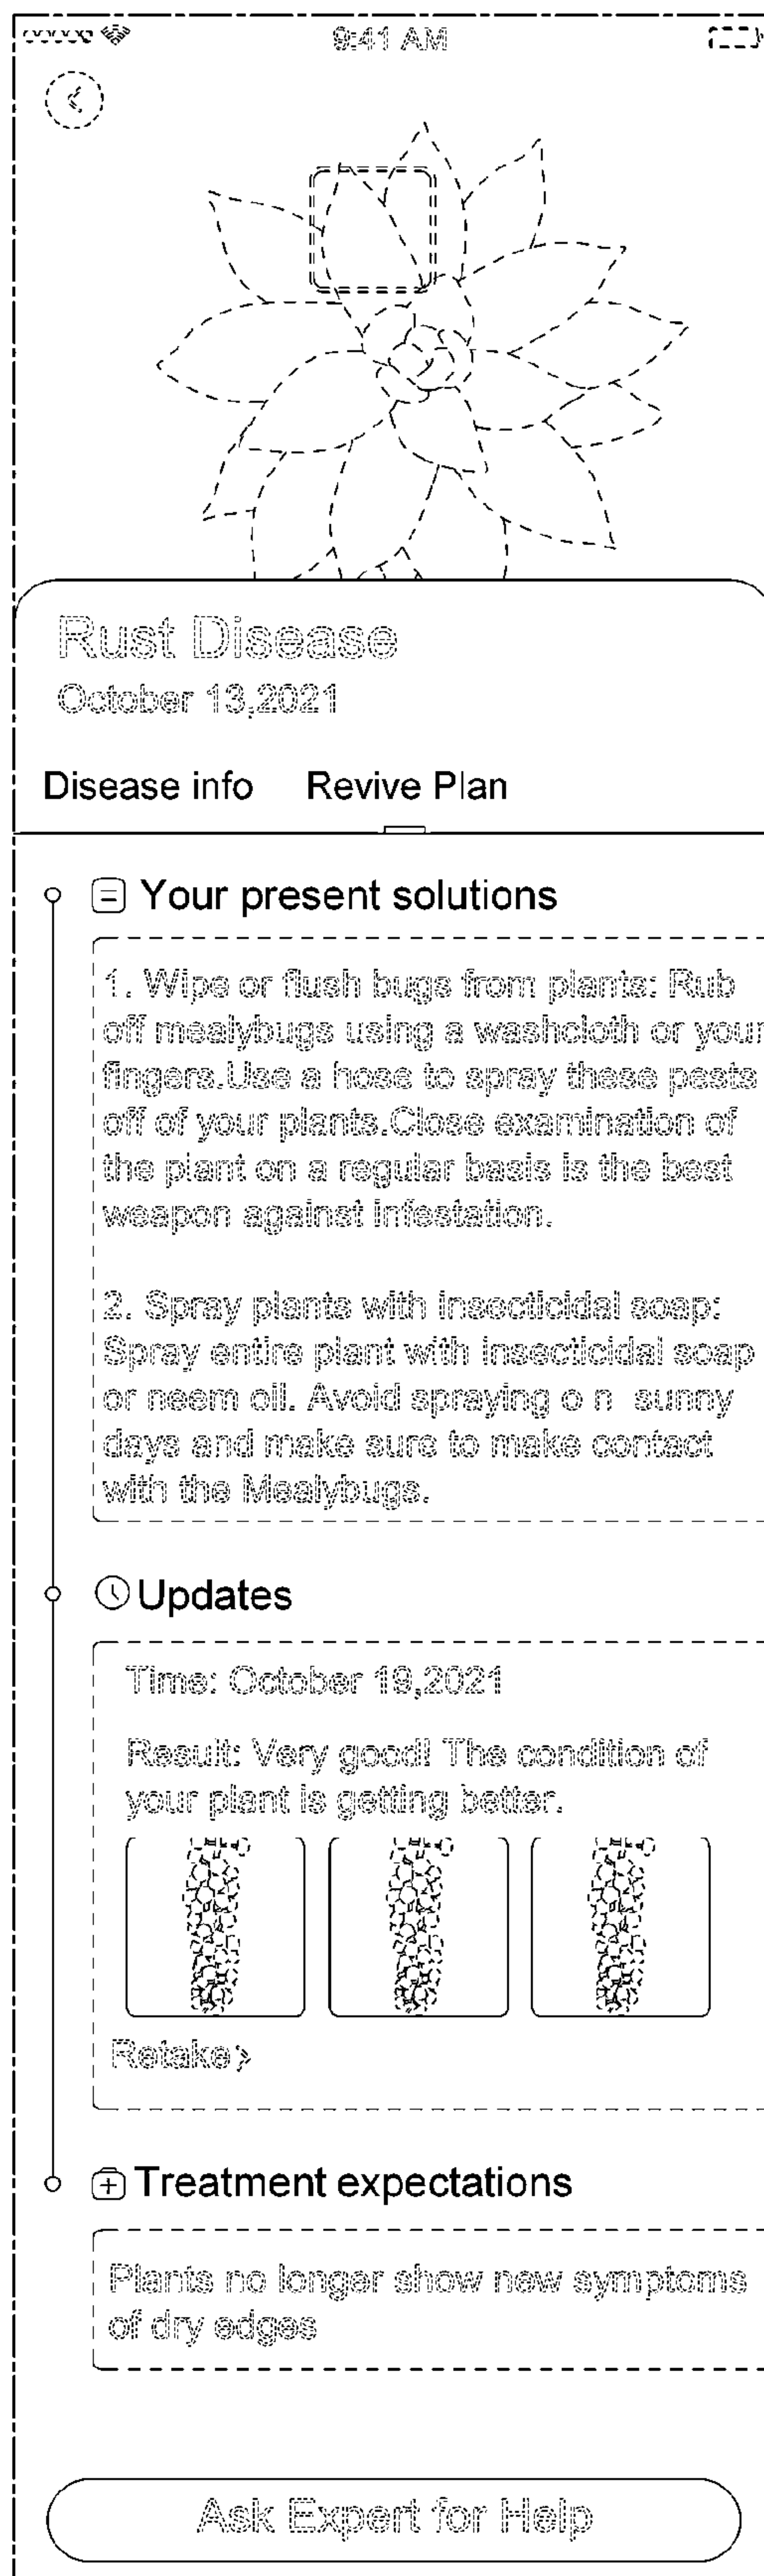 9:41 AM
Rust Disease
October 13,2021
Disease info Revive Plan
Your present solutions
1. Wipe or flush bugs from plants: Rub
off mealybugs using a washcloth or your
fingers.Use a hose to spray these pests
off of your plants.Close examination of
the plant on a regular basis is the best
weapon against infestation.
2. Spray plants with insecticidal soap:
Spray entire plant with insecticidal soap
or neem oil. Avoid spraying o n sunny
days and make sure to make contact
with the Mealybugs.
Updates
Time: October 19,2021
Result: Very good! The condition of
your plant is getting better.
Retake>
Treatment expectations
Plants no longer show new symptoms
of dry edges
Ask Expert for Help